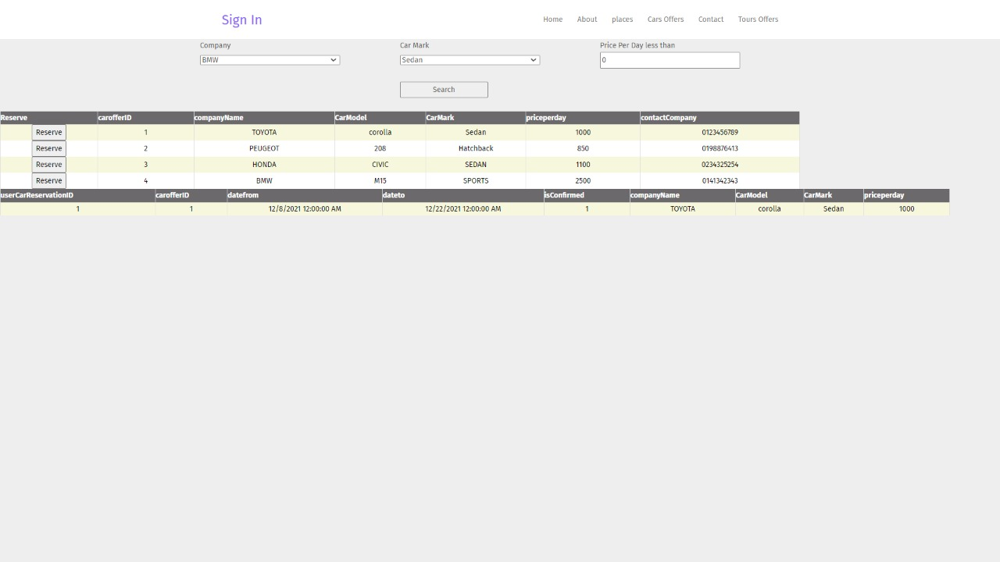 Sign In Home About places Cars Offers Contact Tours Offers
Company Car Mark Price Per Day less than
BMW Sedan 0
Search
Reserve carofferID companyName CarModel CarMark priceperday contactCompany
Reserve 1 TOYOTA corolla Sedan 1000 0123456789
Reserve 2 PEUGEOT 208 Hatchback 850 0198876413
Reserve 3 HONDA CIVIC SEDAN 1100 0234325254
Reserve 4 BMW M15 SPORTS 2500 0141342343
userCarReservationID carofferID datefrom dateto isConfirmed companyName CarModel CarMark priceperday
1 1 12/8/2021 12:00:00 AM 12/22/2021 12:00:00 AM 1 TOYOTA corolla Sedan 1000